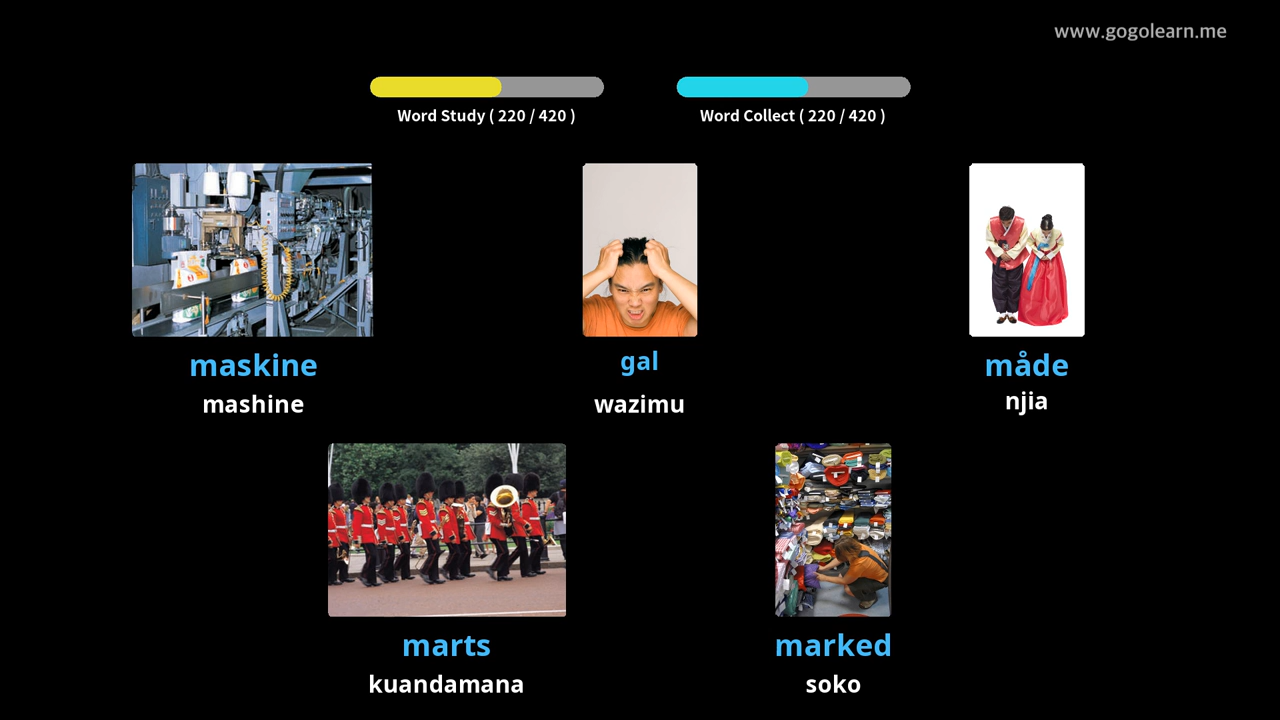 www.gogolearn.me
Word Study ( 220 / 420 )
Word Collect ( 220 / 420 )
maskine
mashine
gal
wazimu
måde
njia
marts
kuandamana
marked
soko